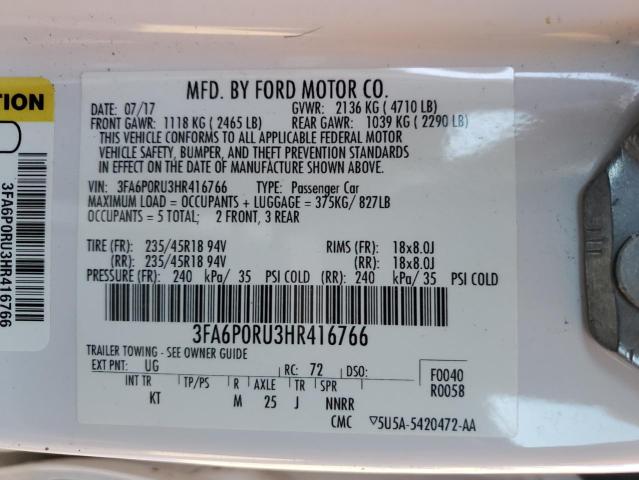 TION
3FA6P0RU3HR416766
MFD. BY FORD MOTOR CO.
DATE: 07/17 GVWR: 2136 KG ( 4710 LB)
FRONT GAWR: 1118 KG ( 2465 LB) REAR GAWR: 1039 KG ( 2290 LB)
THIS VEHICLE CONFORMS TO ALL APPLICABLE FEDERAL MOTOR
VEHICLE SAFETY, BUMPER, AND THEFT PREVENTION STANDARDS
IN EFFECT ON THE DATE OF MANUFACTURE SHOWN ABOVE.
VIN: 3FA6P0RU3HR416766 TYPE: Passenger Car
MAXIMUM LOAD = OCCUPANTS + LUGGAGE = 375KG/ 827LB
OCCUPANTS = 5 TOTAL; 2 FRONT, 3 REAR
TIRE (FR): 235/45R18 94V RIMS (FR): 18x8.0J
(RR): 235/45R18 94V (RR): 18x8.0J
PRESSURE (FR): 240 kPa/ 35 PSI COLD (RR): 240 kPa/ 35 PSI COLD
3FA6P0RU3HR416766
TRAILER TOWING - SEE OWNER GUIDE
EXT PNT: UG RC: 72 DSO: F0040
R0058
INT TR TP/PS R AXLE TR SPR
KT M 25 J NNRR
CMC ▽5U5A-5420472-AA